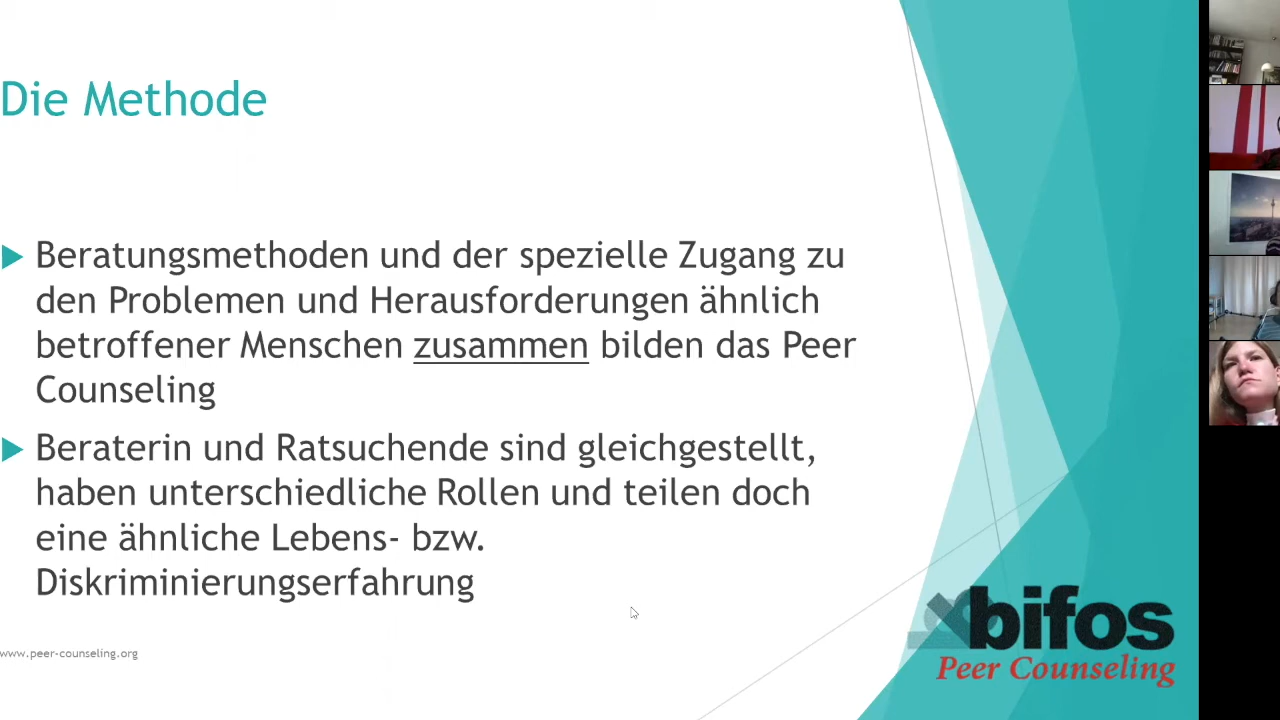 Die Methode
Beratungsmethoden und der spezielle Zugang zu
den Problemen und Herausforderungen ähnlich
betroffener Menschen zusammen bilden das Peer
Counseling
Beraterin und Ratsuchende sind gleichgestellt,
haben unterschiedliche Rollen und teilen doch
eine ähnliche Lebens- bzw.
Diskriminierungserfahrung
www.peer-counseling.org
bifos
Peer Counseling